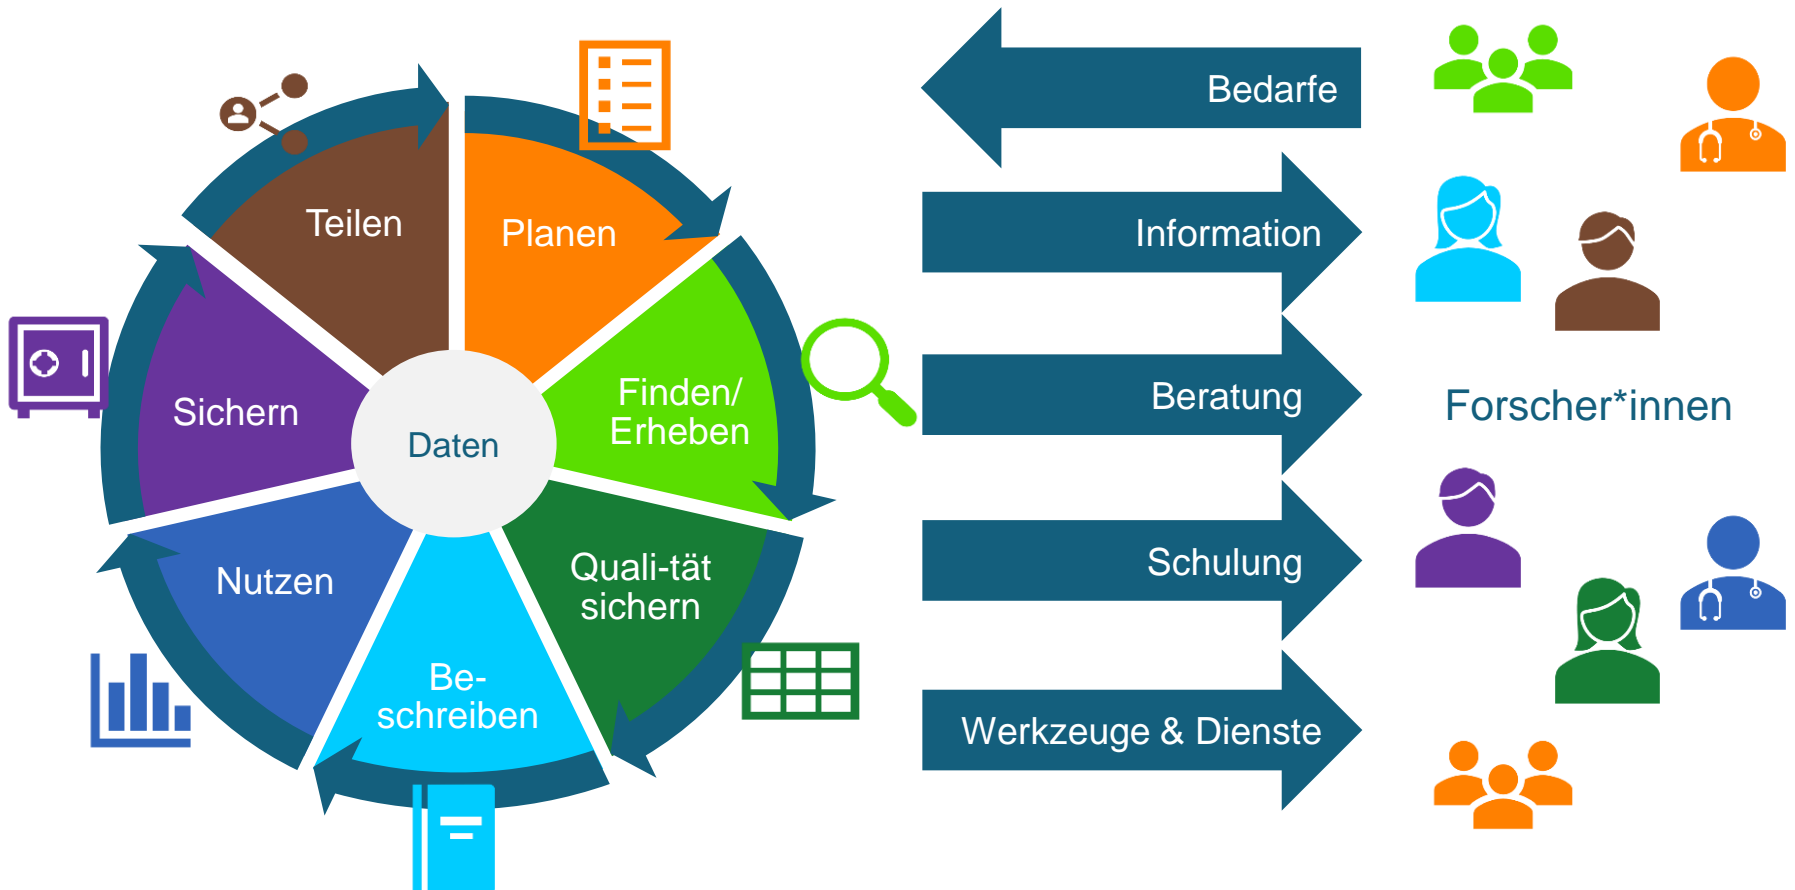 Teilen
Planen
Finden/
Erheben
Quali-tät
sichern
Be-
schreiben
Nutzen
Sichern
Daten
Bedarfe
Information
Beratung
Schulung
Werkzeuge & Dienste
Forscher*innen